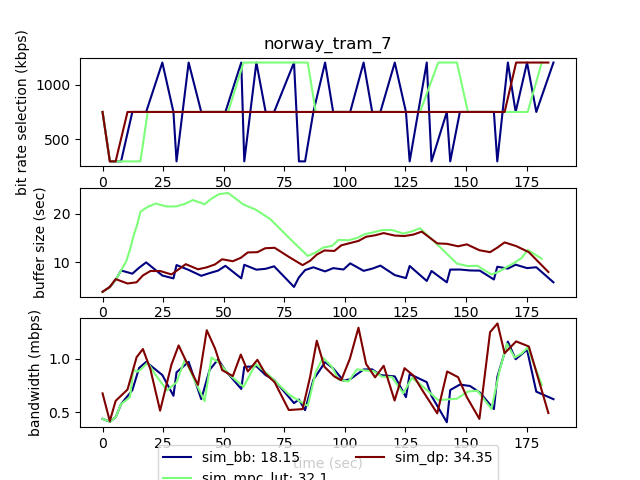 norway_tram_7
bit rate selection (kbps)
1000
500
0 25 50 75 100 125 150 175
buffer size (sec)
20
10
0 25 50 75 100 125 150 175
bandwidth (mbps)
1.0
0.5
0 25 50 75 100 125 150 175
time (sec)
sim_bb: 18.15 sim_dp: 34.35
sim_mpc_lut: 32.1